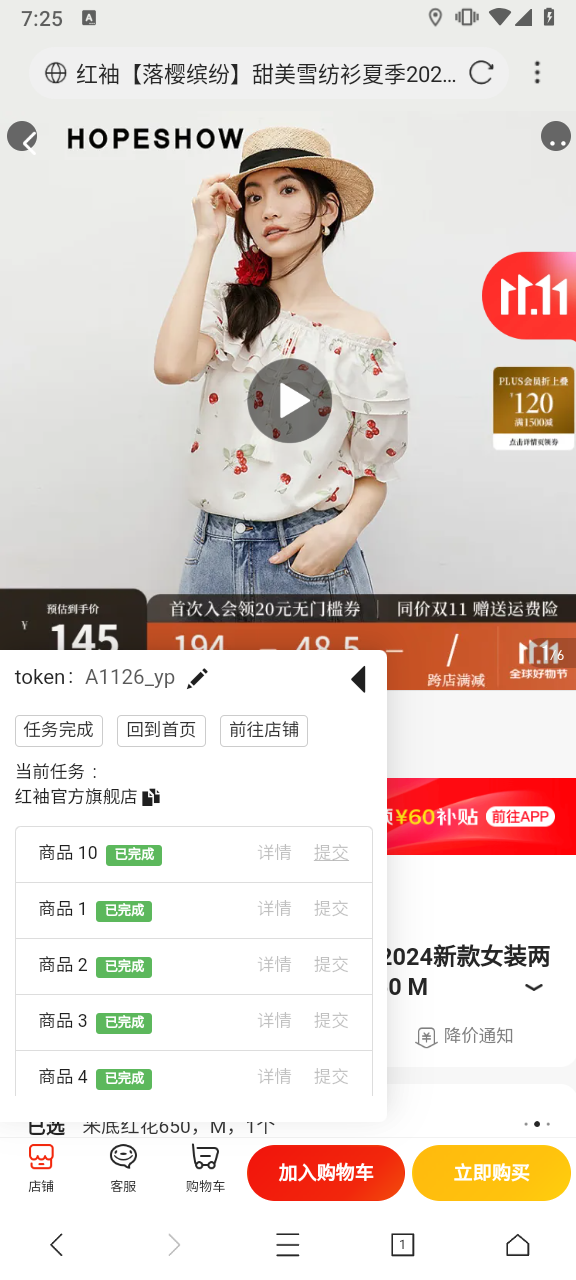 7:25
A
红袖【落樱缤纷】甜美雪纺衫夏季202...
HOPESHOW
11.11
PLUS会员折上叠
¥120
满1500减
点击详情页领券
预估到手价
首次入会领20元无门槛券 | 同价双11 赠送运费险
¥
145
194 — 48.5 — /
跨店满减
11.11
全球好物节
/6
token: A1126_yp
任务完成
回到首页
前往店铺
当前任务：
红袖官方旗舰店
¥60补贴
前往APP
商品 10 已完成 详情 提交
商品 1 已完成 详情 提交
商品 2 已完成 详情 提交
商品 3 已完成 详情 提交
商品 4 已完成 详情 提交
2024新款女装两
0 M
降价通知
已选 米底红花650，M，1个
店铺
客服
购物车
加入购物车
立即购买
1